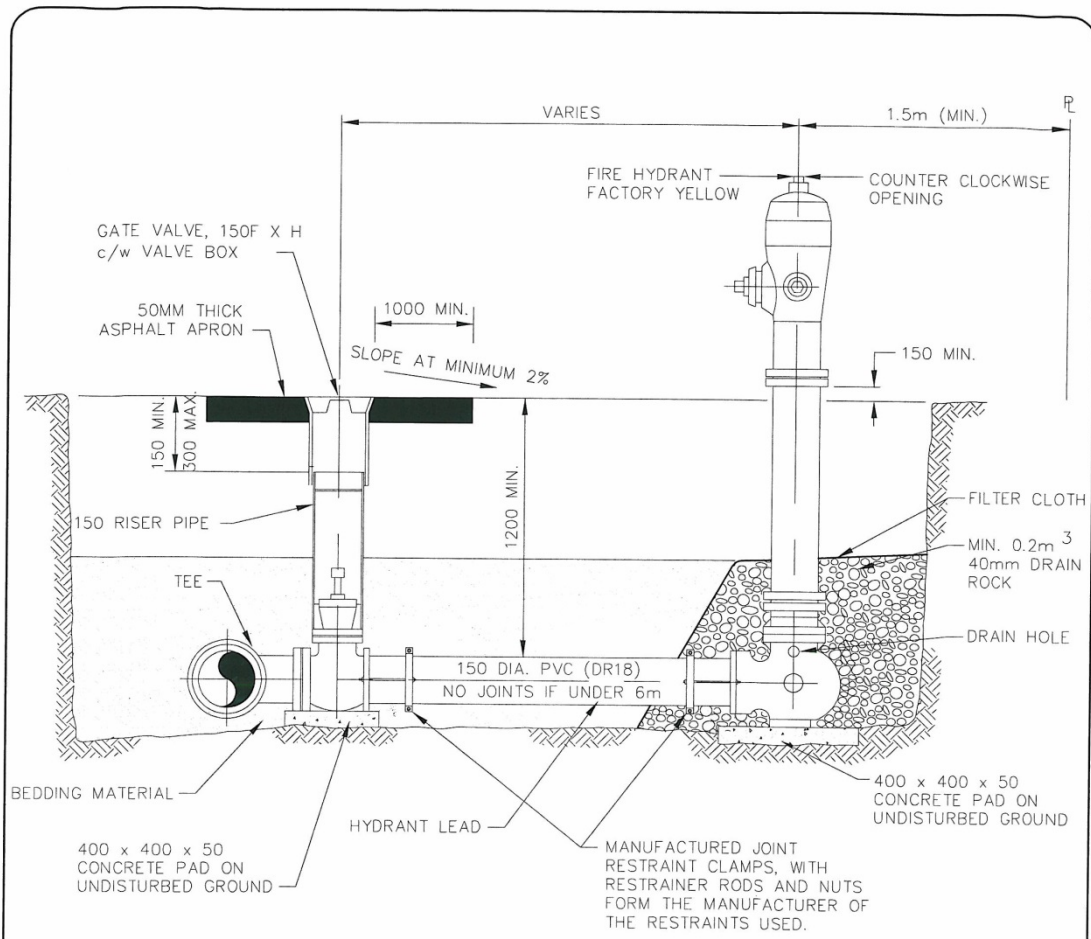 VARIES
1.5m (MIN.)
PL
FIRE HYDRANT
FACTORY YELLOW
COUNTER CLOCKWISE
OPENING
GATE VALVE, 150F X H
c/w VALVE BOX
50MM THICK
ASPHALT APRON
1000 MIN.
SLOPE AT MINIMUM 2%
150 MIN.
150 MIN.
300 MAX.
1200 MIN.
150 RISER PIPE
FILTER CLOTH
MIN. 0.2m 3
40mm DRAIN
ROCK
TEE
DRAIN HOLE
150 DIA. PVC (DR18)
NO JOINTS IF UNDER 6m
BEDDING MATERIAL
HYDRANT LEAD
400 x 400 x 50
CONCRETE PAD ON
UNDISTURBED GROUND
400 x 400 x 50
CONCRETE PAD ON
UNDISTURBED GROUND
MANUFACTURED JOINT
RESTRAINT CLAMPS, WITH
RESTRAINER RODS AND NUTS
FORM THE MANUFACTURER OF
THE RESTRAINTS USED.